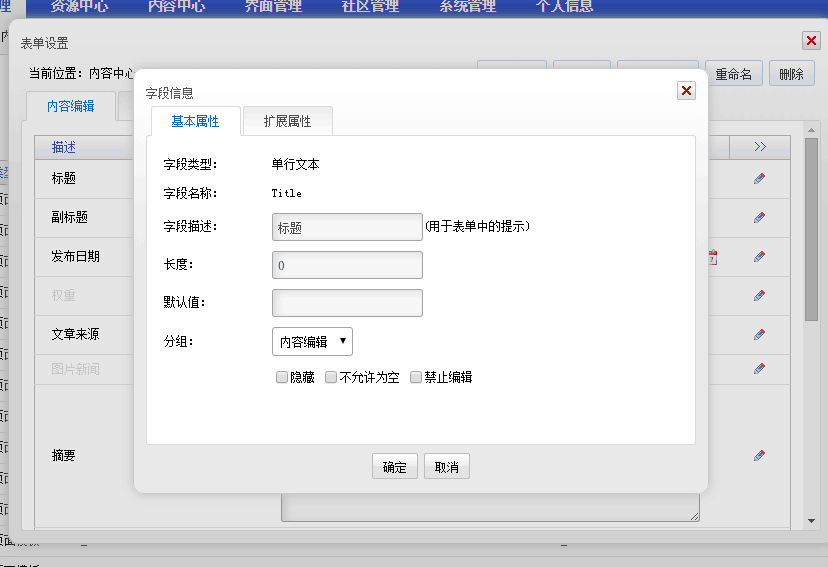 资源中心 内容中心 界面管理 社区管理 系统管理 个人信息
表单设置
当前位置：内容中心
重命名 删除
内容编辑
描述 >>
标题
副标题
发布日期
权重
文章来源
图片新闻
摘要
字段信息
基本属性 扩展属性
字段类型： 单行文本
字段名称： Title
字段描述： 标题 (用于表单中的提示)
长度： 0
默认值：
分组： 内容编辑
隐藏 不允许为空 禁止编辑
确定 取消